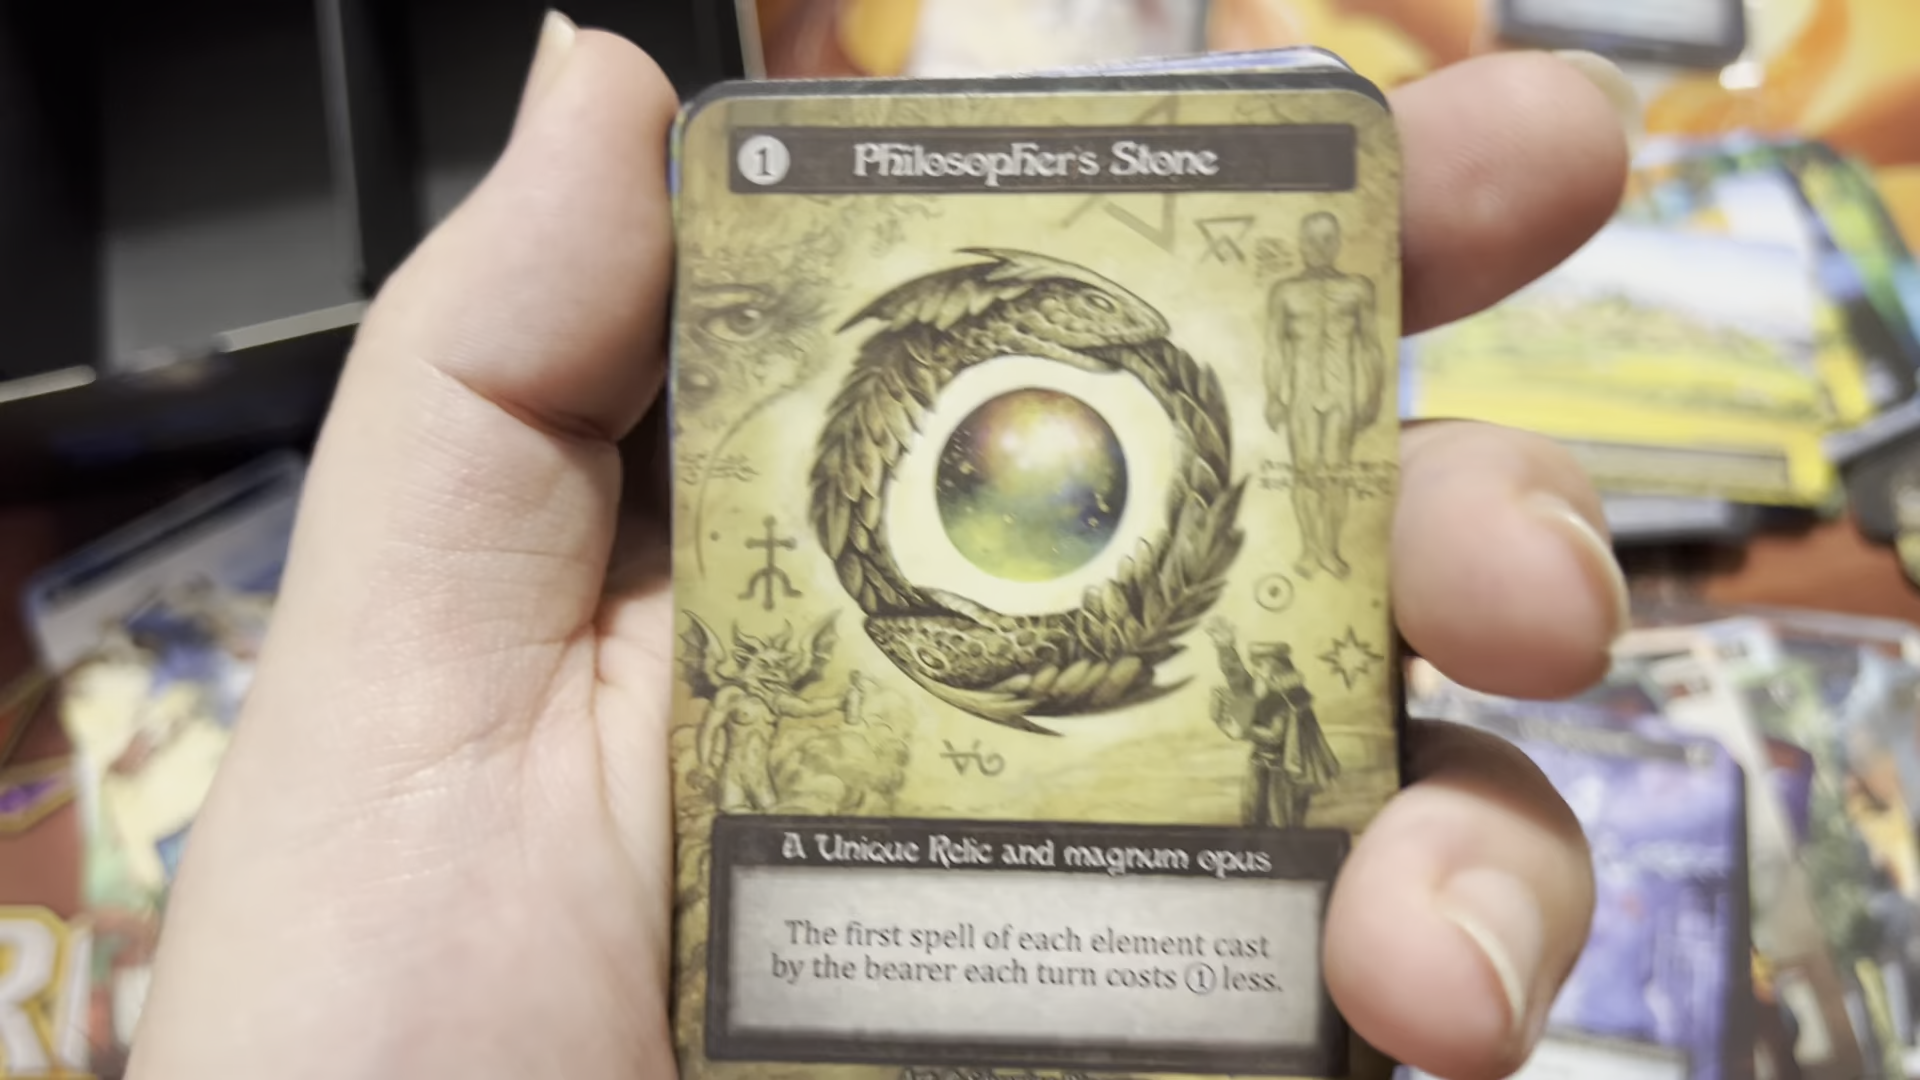 1 Philosopher's Stone
A Unique Relic and magnum opus
The first spell of each element cast
by the bearer each turn costs ① less.